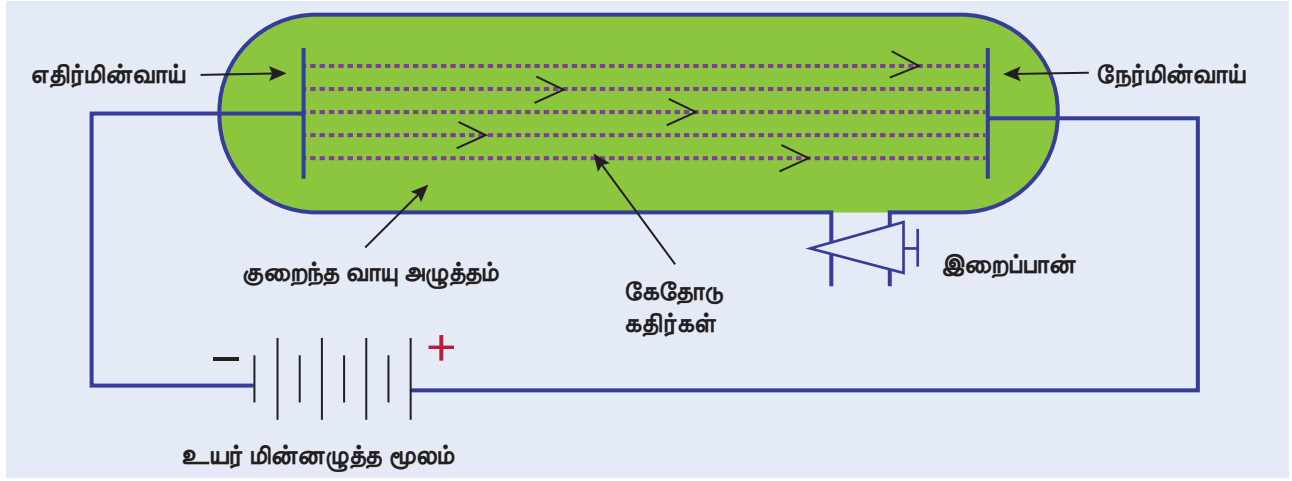 எதிர்மின்வாய்
நேர்மின்வாய்
குறைந்த வாயு அழுத்தம்
கேதோடு
கதிர்கள்
இறைப்பான்
− +
உயர் மின்னழுத்த மூலம்